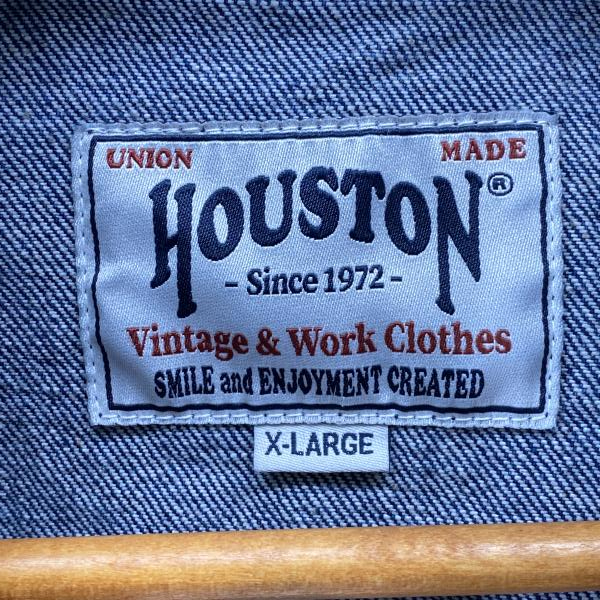 UNION MADE
HOUSTON®
- Since 1972 -
Vintage & Work Clothes
SMILE and ENJOYMENT CREATED
X-LARGE